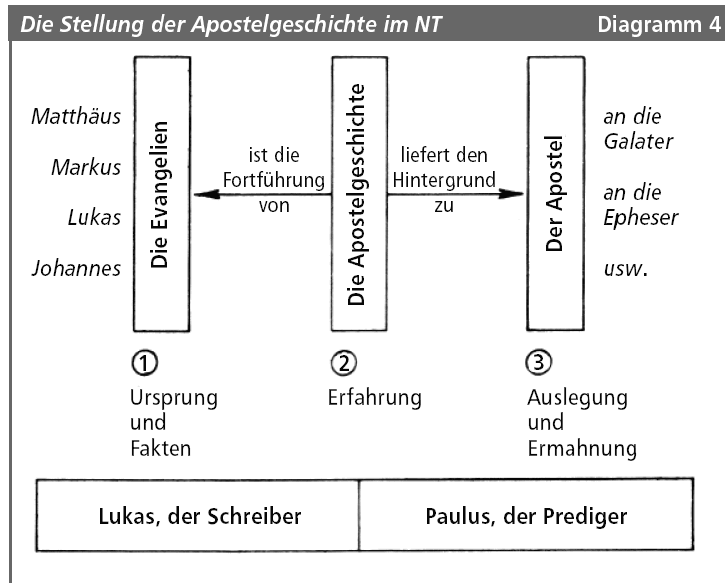 Die Stellung der Apostelgeschichte im NT
Diagramm 4
Matthäus
Markus
Lukas
Johannes
Die Evangelien
ist die
Fortführung
von
Die Apostelgeschichte
liefert den
Hintergrund
zu
Der Apostel
an die
Galater
an die
Epheser
usw.
1
Ursprung
und
Fakten
2
Erfahrung
3
Auslegung
und
Ermahnung
Lukas, der Schreiber
Paulus, der Prediger